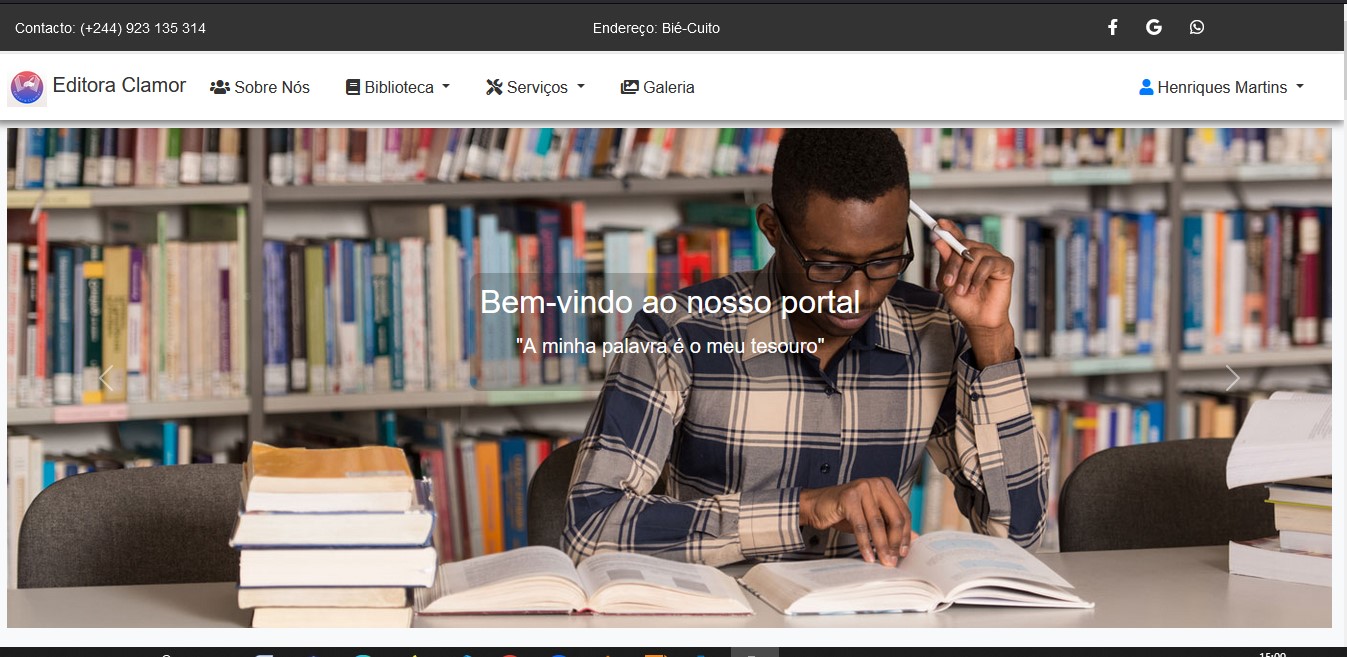 Contacto: (+244) 923 135 314
Endereço: Bié-Cuito
Editora Clamor
Sobre Nós
Biblioteca
Serviços
Galeria
Henriques Martins
Bem-vindo ao nosso portal
"A minha palavra é o meu tesouro"